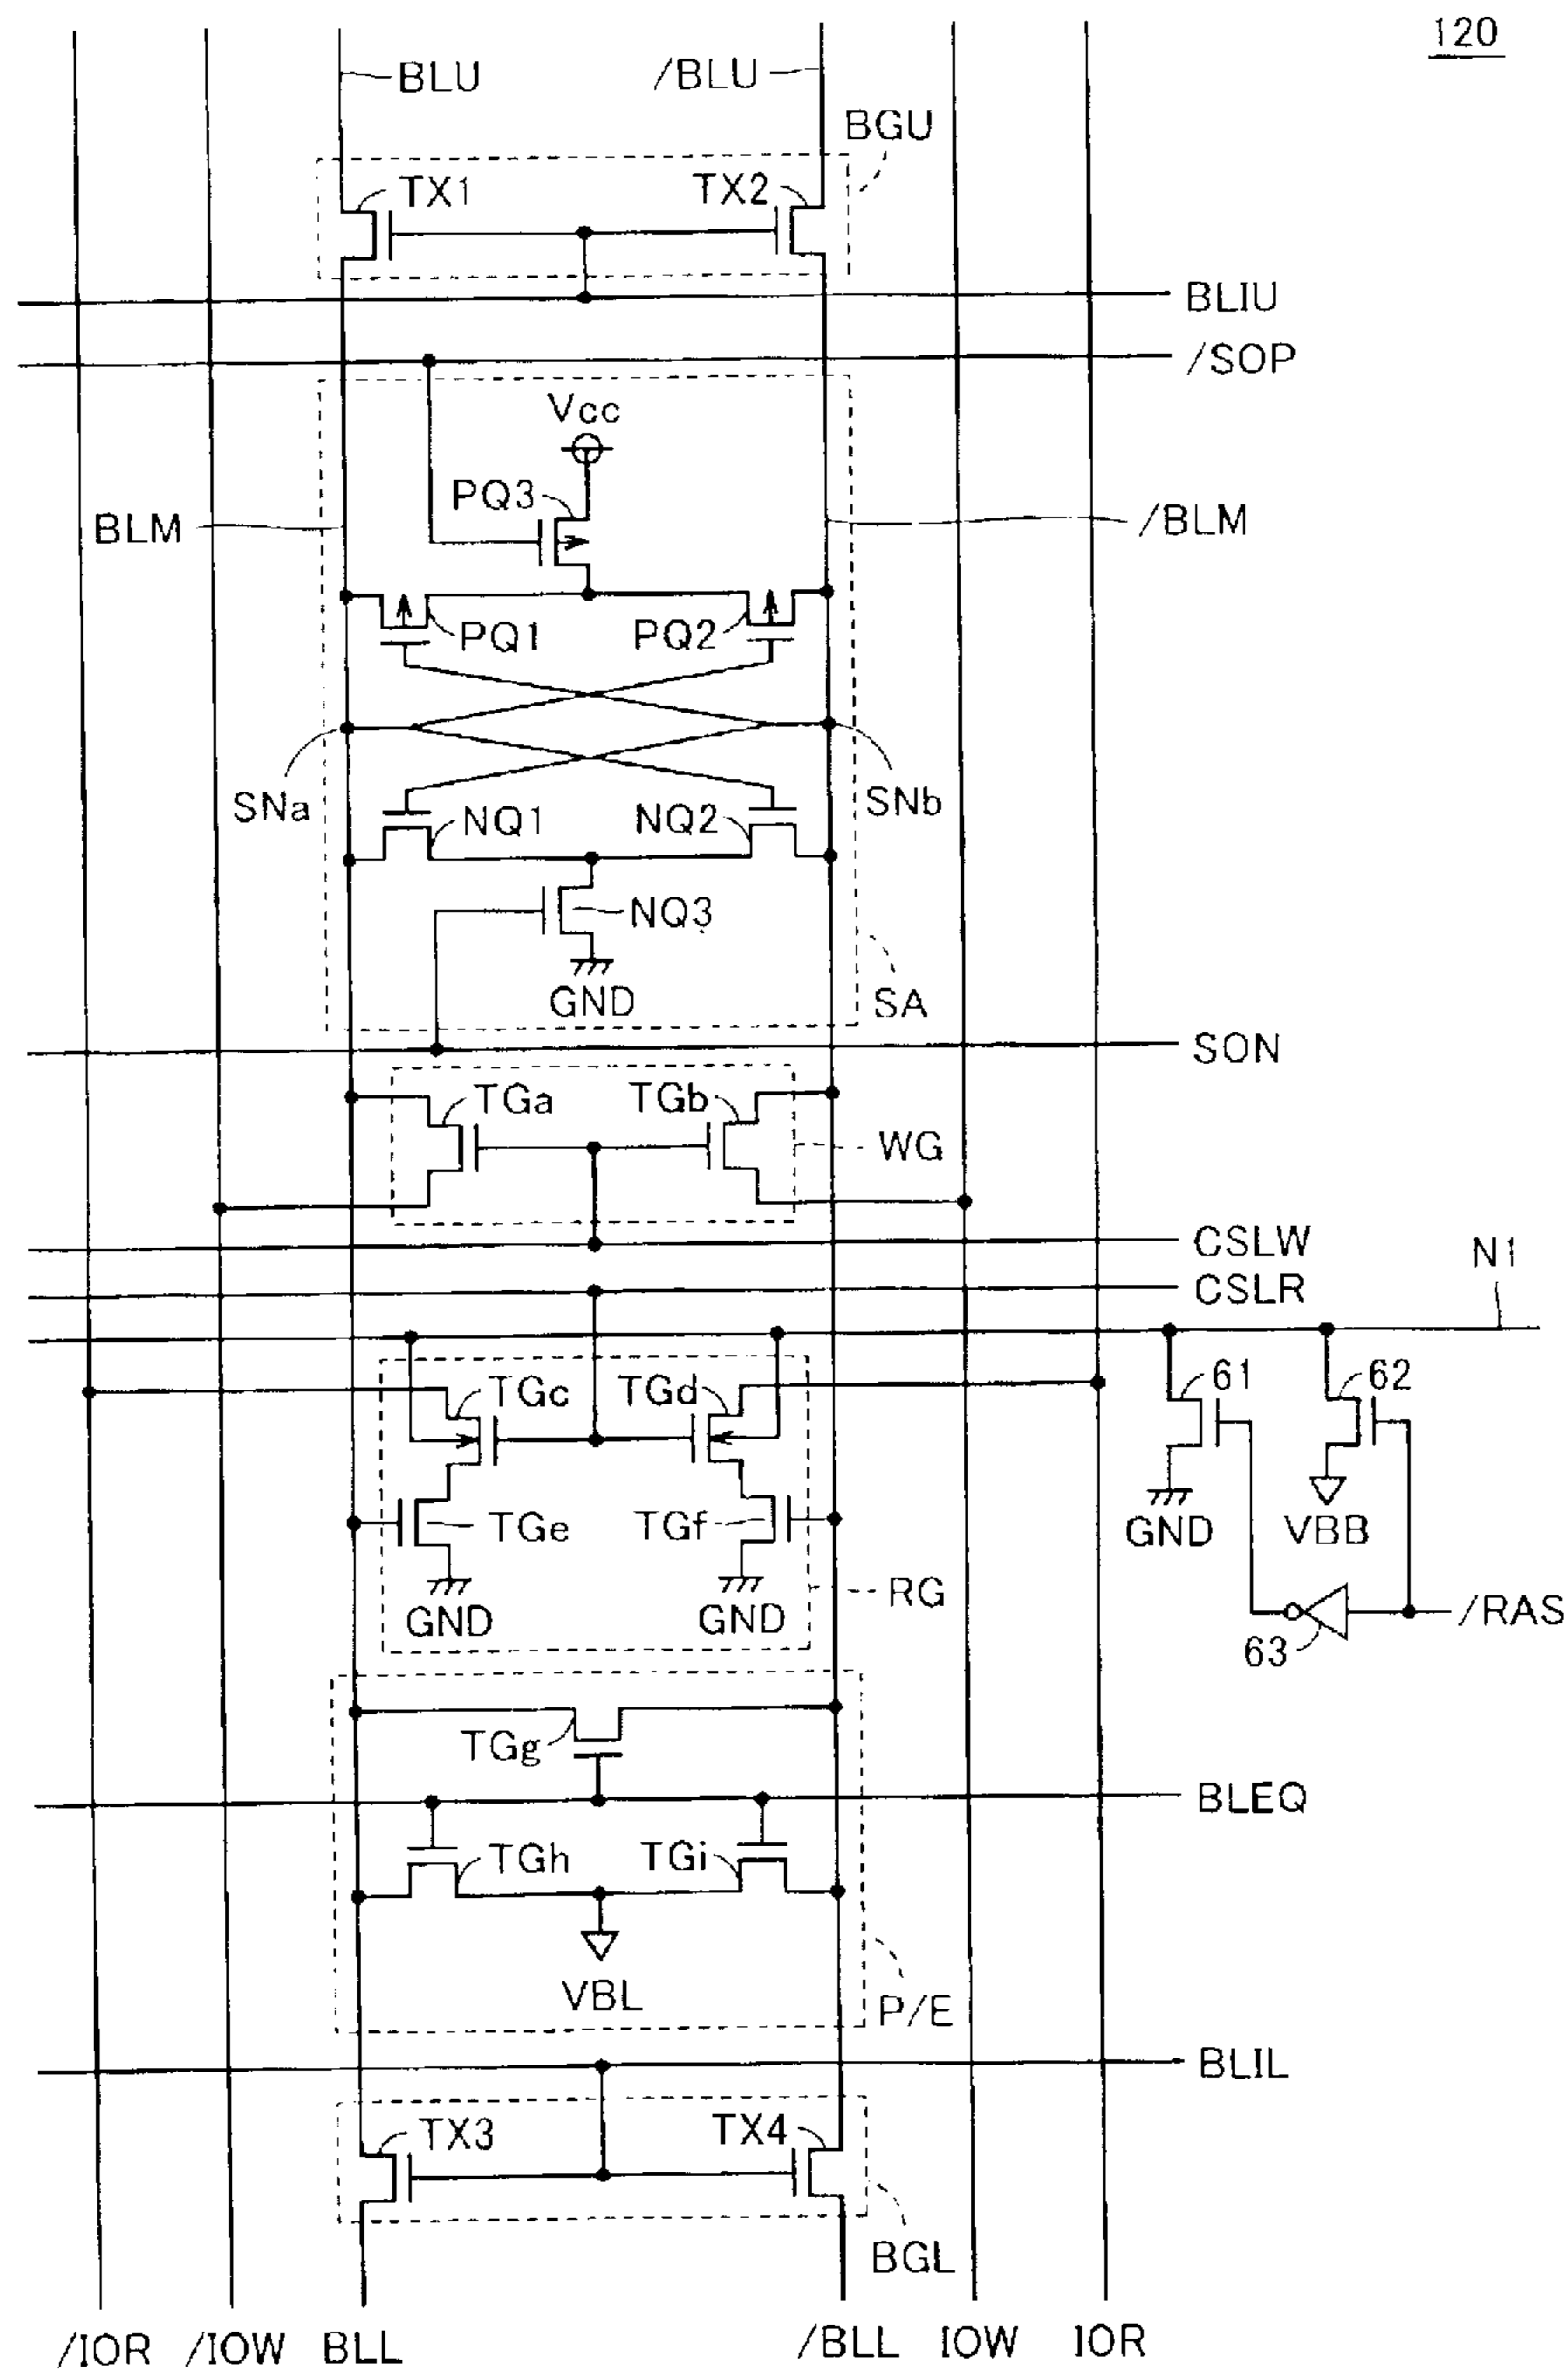 120
BLU /BLU
BGU
TX1 TX2
BLIU
/SOP
Vcc
PQ3
BLM /BLM
PQ1 PQ2
SNa SNb
NQ1 NQ2
NQ3
GND SA
SON
TGa TGb
WG
CSLW
N1
CSLR
TGc TGd 61 62
TGe TGf GND VBB
GND GND RG
/RAS
63
TGg
BLEQ
TGh TGi
VBL P/E
BLIL
TX3 TX4
BGL
/IOR /IOW BLL /BLL IOW IOR